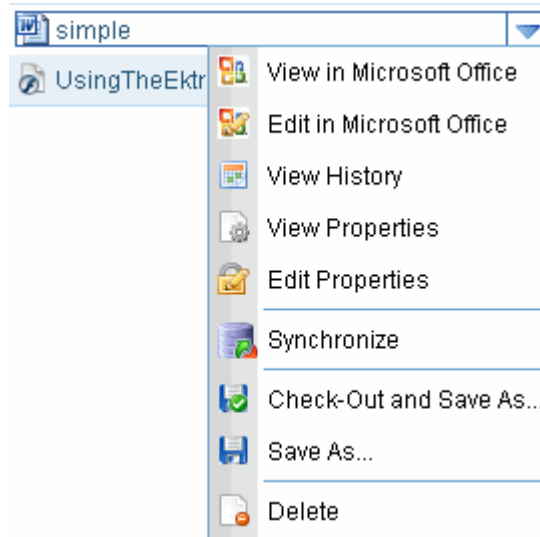 simple
UsingTheEktr
View in Microsoft Office
Edit in Microsoft Office
View History
View Properties
Edit Properties
Synchronize
Check-Out and Save As...
Save As...
Delete